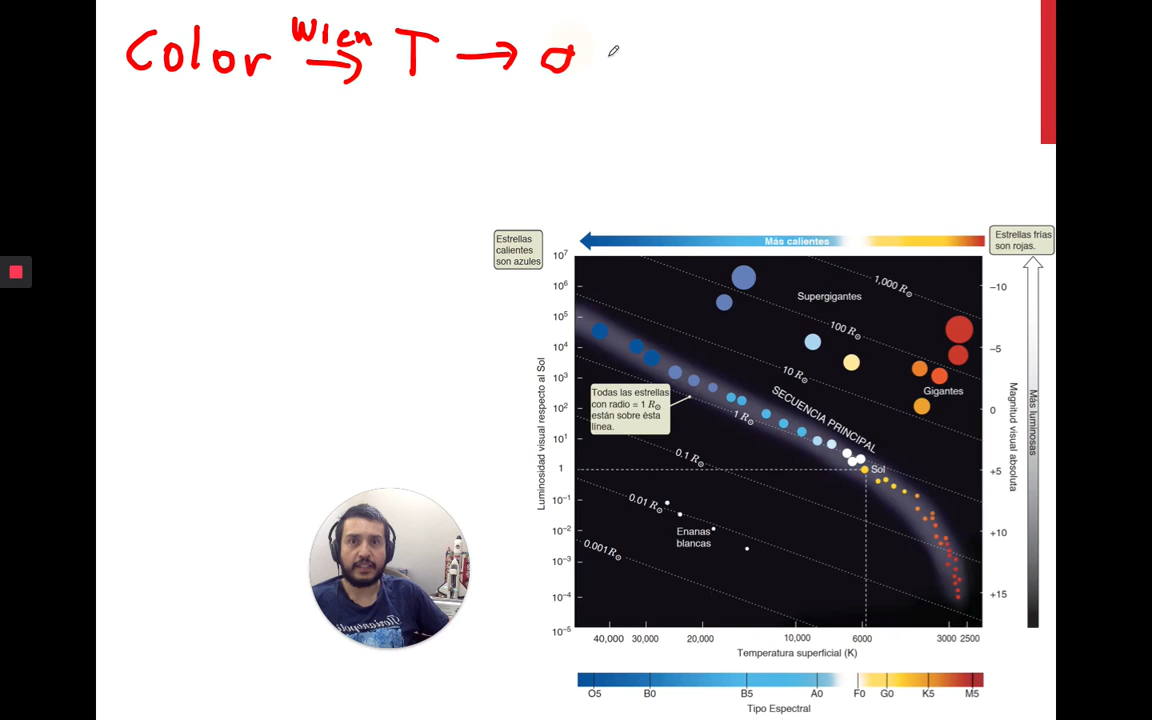 Color Wien ⇒ T → σ
Estrellas
calientes
son azules
Más calientes
Estrellas frías
son rojas.
10⁷
10⁶
10⁵
10⁴
10³
10²
10¹
1
10⁻¹
10⁻²
10⁻³
10⁻⁴
10⁻⁵
Luminosidad visual respecto al Sol
1,000 R⊙
Supergigantes
100 R⊙
10 R⊙
Gigantes
Todas las estrellas
con radio = 1 R⊙
están sobre ésta
línea.
1 R⊙
SECUENCIA PRINCIPAL
0.1 R⊙
Sol
0.01 R⊙
Enanas
blancas
0.001 R⊙
−10
−5
0
+5
+10
+15
Magnitud visual absoluta
Más luminosas
40,000 30,000 20,000 10,000 6000 3000 2500
Temperatura superficial (K)
O5 B0 B5 A0 F0 G0 K5 M5
Tipo Espectral